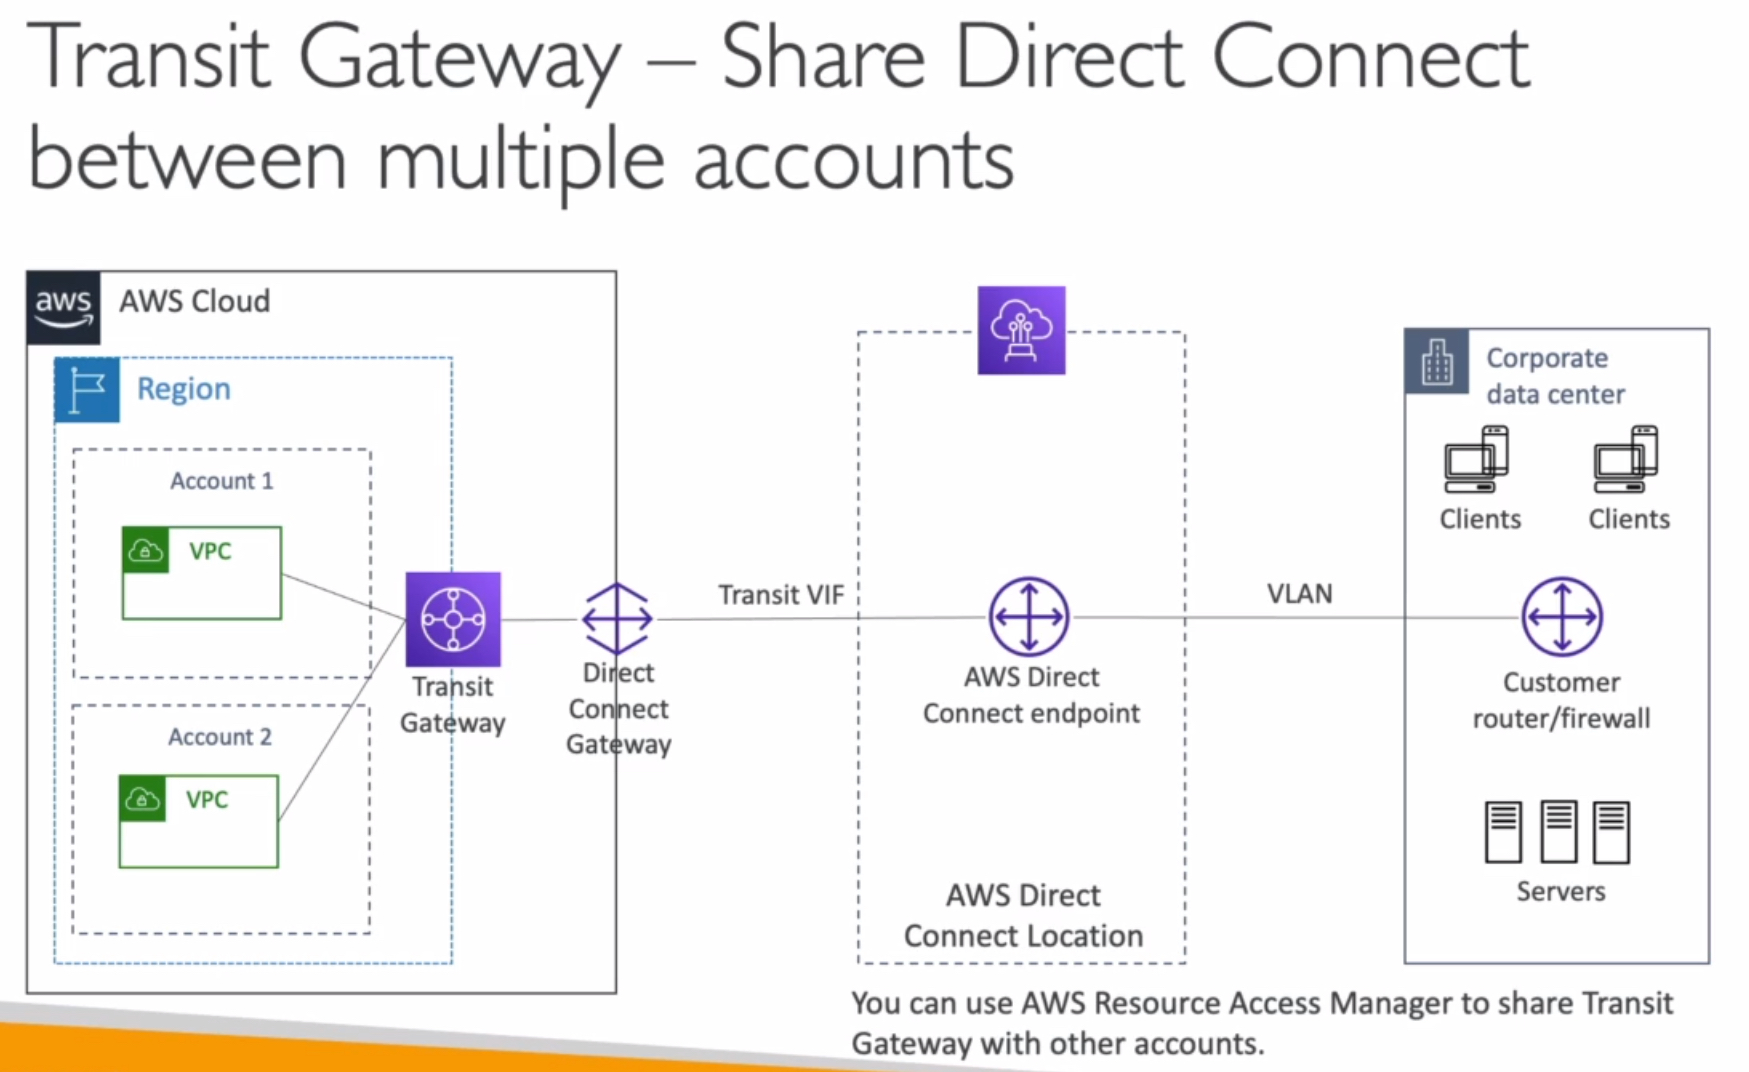 Transit Gateway – Share Direct Connect
between multiple accounts
aws
AWS Cloud
Region
Account 1
VPC
Account 2
VPC
Transit
Gateway
Direct
Connect
Gateway
Transit VIF
AWS Direct
Connect endpoint
AWS Direct
Connect Location
VLAN
Corporate
data center
Clients
Clients
Customer
router/firewall
Servers
You can use AWS Resource Access Manager to share Transit
Gateway with other accounts.